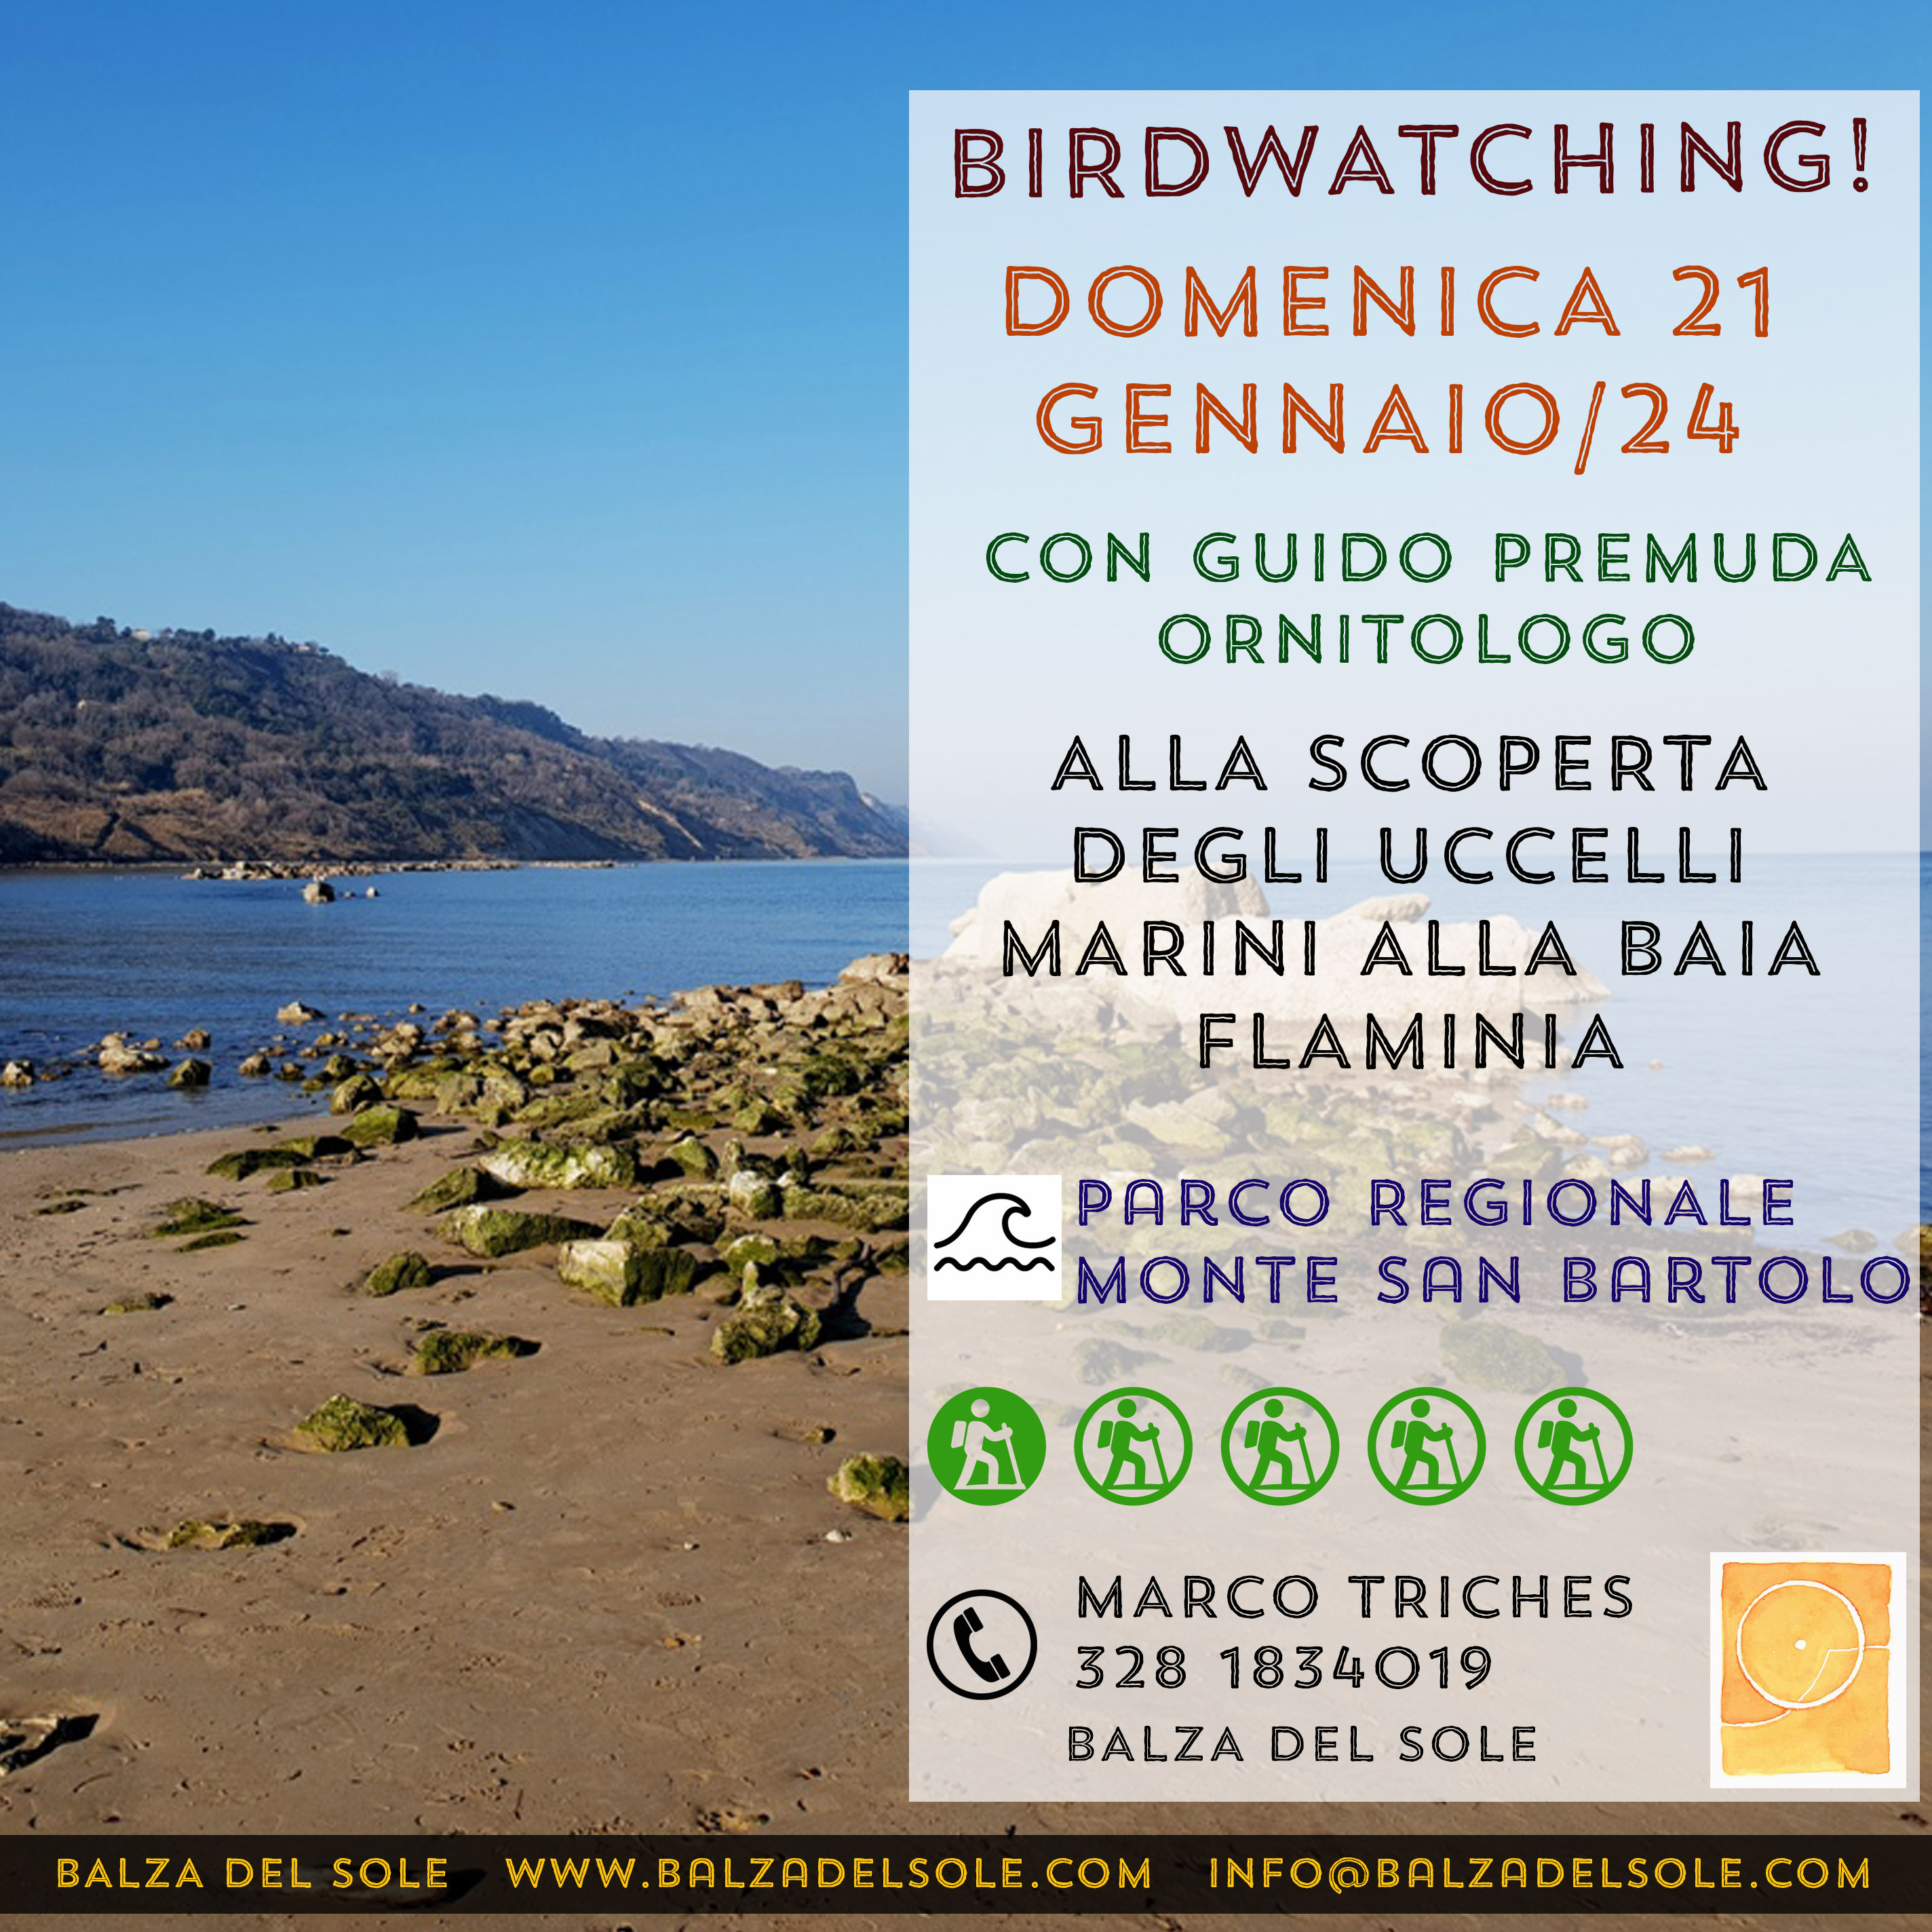 BIRDWATCHING!
DOMENICA 21
GENNAIO/24
CON GUIDO PREMUDA
ORNITOLOGO
ALLA SCOPERTA
DEGLI UCCELLI
MARINI ALLA BAIA
FLAMINIA
PARCO REGIONALE
MONTE SAN BARTOLO
MARCO TRICHES
328 1834019
BALZA DEL SOLE
BALZA DEL SOLE WWW.BALZADELSOLE.COM INFO@BALZADELSOLE.COM